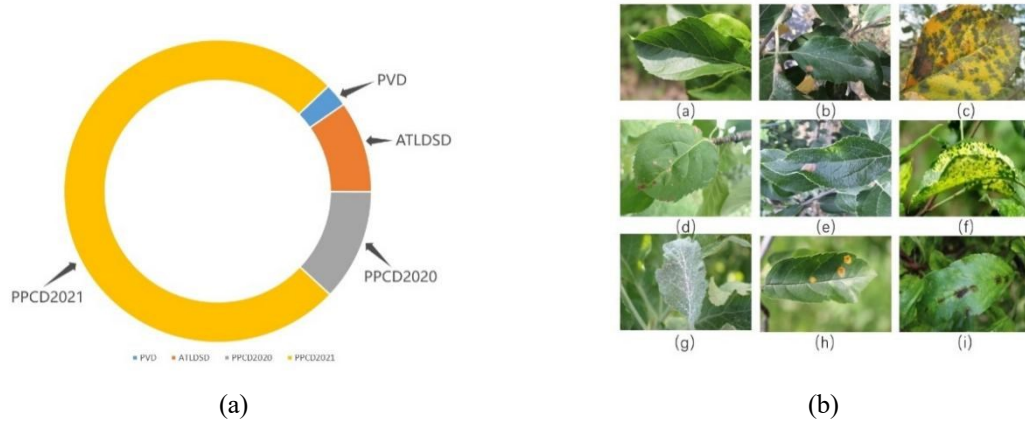 PVD
ATLDSD
PPCD2020
PPCD2021
PVD ATLDSD PPCD2020 PPCD2021
(a)
(a) (b) (c)
(d) (e) (f)
(g) (h) (i)
(b)